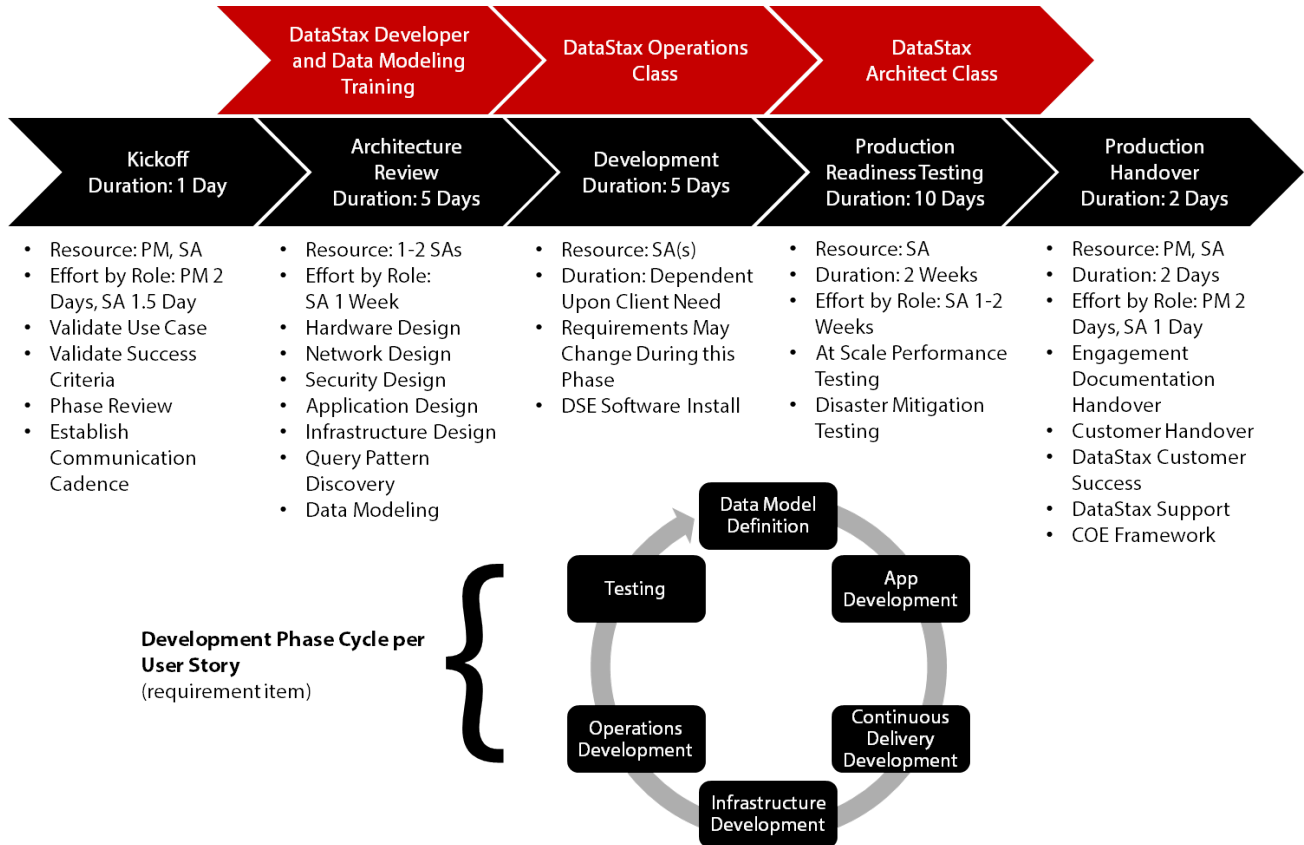 DataStax Developer
and Data Modeling
Training
DataStax Operations
Class
DataStax
Architect Class
Kickoff
Duration: 1 Day
Architecture
Review
Duration: 5 Days
Development
Duration: 5 Days
Production
Readiness Testing
Duration: 10 Days
Production
Handover
Duration: 2 Days
• Resource: PM, SA
• Effort by Role: PM 2
Days, SA 1.5 Day
• Validate Use Case
• Validate Success
Criteria
• Phase Review
• Establish
Communication
Cadence
• Resource: 1-2 SAs
• Effort by Role:
SA 1 Week
• Hardware Design
• Network Design
• Security Design
• Application Design
• Infrastructure Design
• Query Pattern
Discovery
• Data Modeling
• Resource: SA(s)
• Duration: Dependent
Upon Client Need
• Requirements May
Change During this
Phase
• DSE Software Install
• Resource: SA
• Duration: 2 Weeks
• Effort by Role: SA 1-2
Weeks
• At Scale Performance
Testing
• Disaster Mitigation
Testing
• Resource: PM, SA
• Duration: 2 Days
• Effort by Role: PM 2
Days, SA 1 Day
• Engagement
Documentation
Handover
• Customer Handover
• DataStax Customer
Success
• DataStax Support
• COE Framework
Development Phase Cycle per
User Story
(requirement item)
{
Data Model
Definition
App
Development
Continuous
Delivery
Development
Infrastructure
Development
Operations
Development
Testing